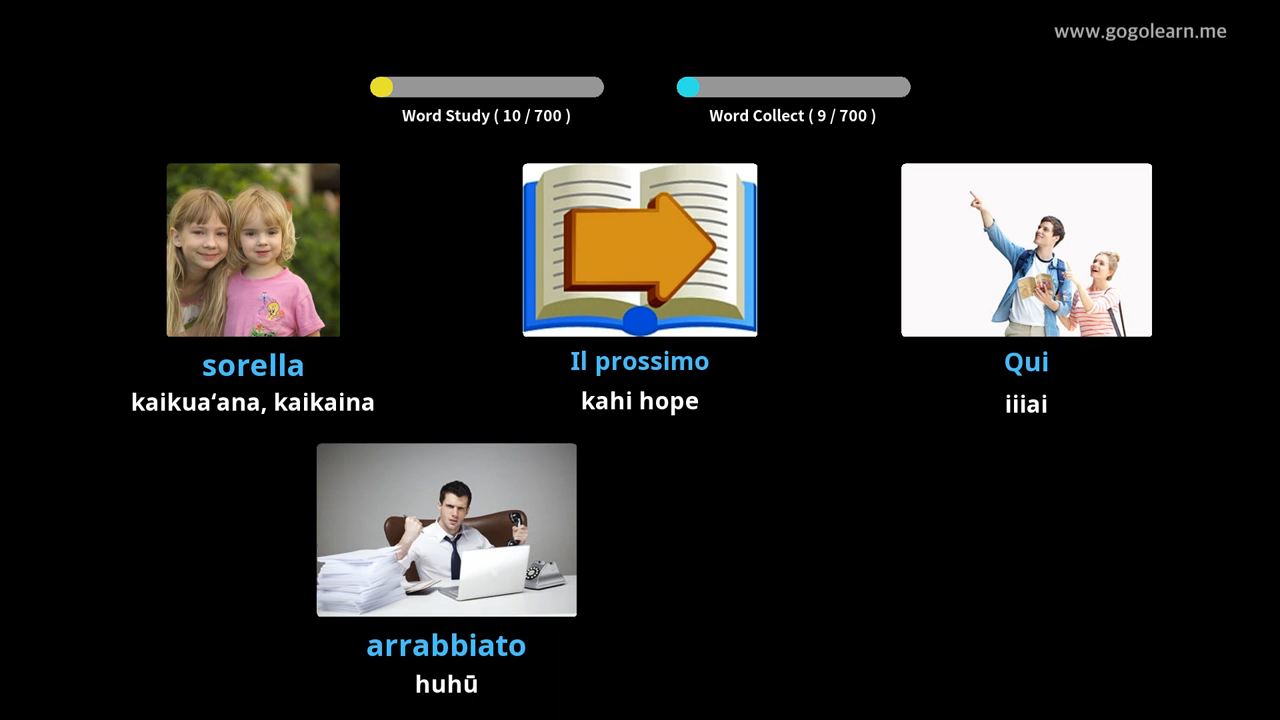 www.gogolearn.me
Word Study ( 10 / 700 )
Word Collect ( 9 / 700 )
sorella
kaikuaʻana, kaikaina
Il prossimo
kahi hope
Qui
iiiai
arrabbiato
huhū